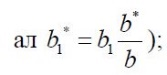 ал b₁* = b₁ b*/b);